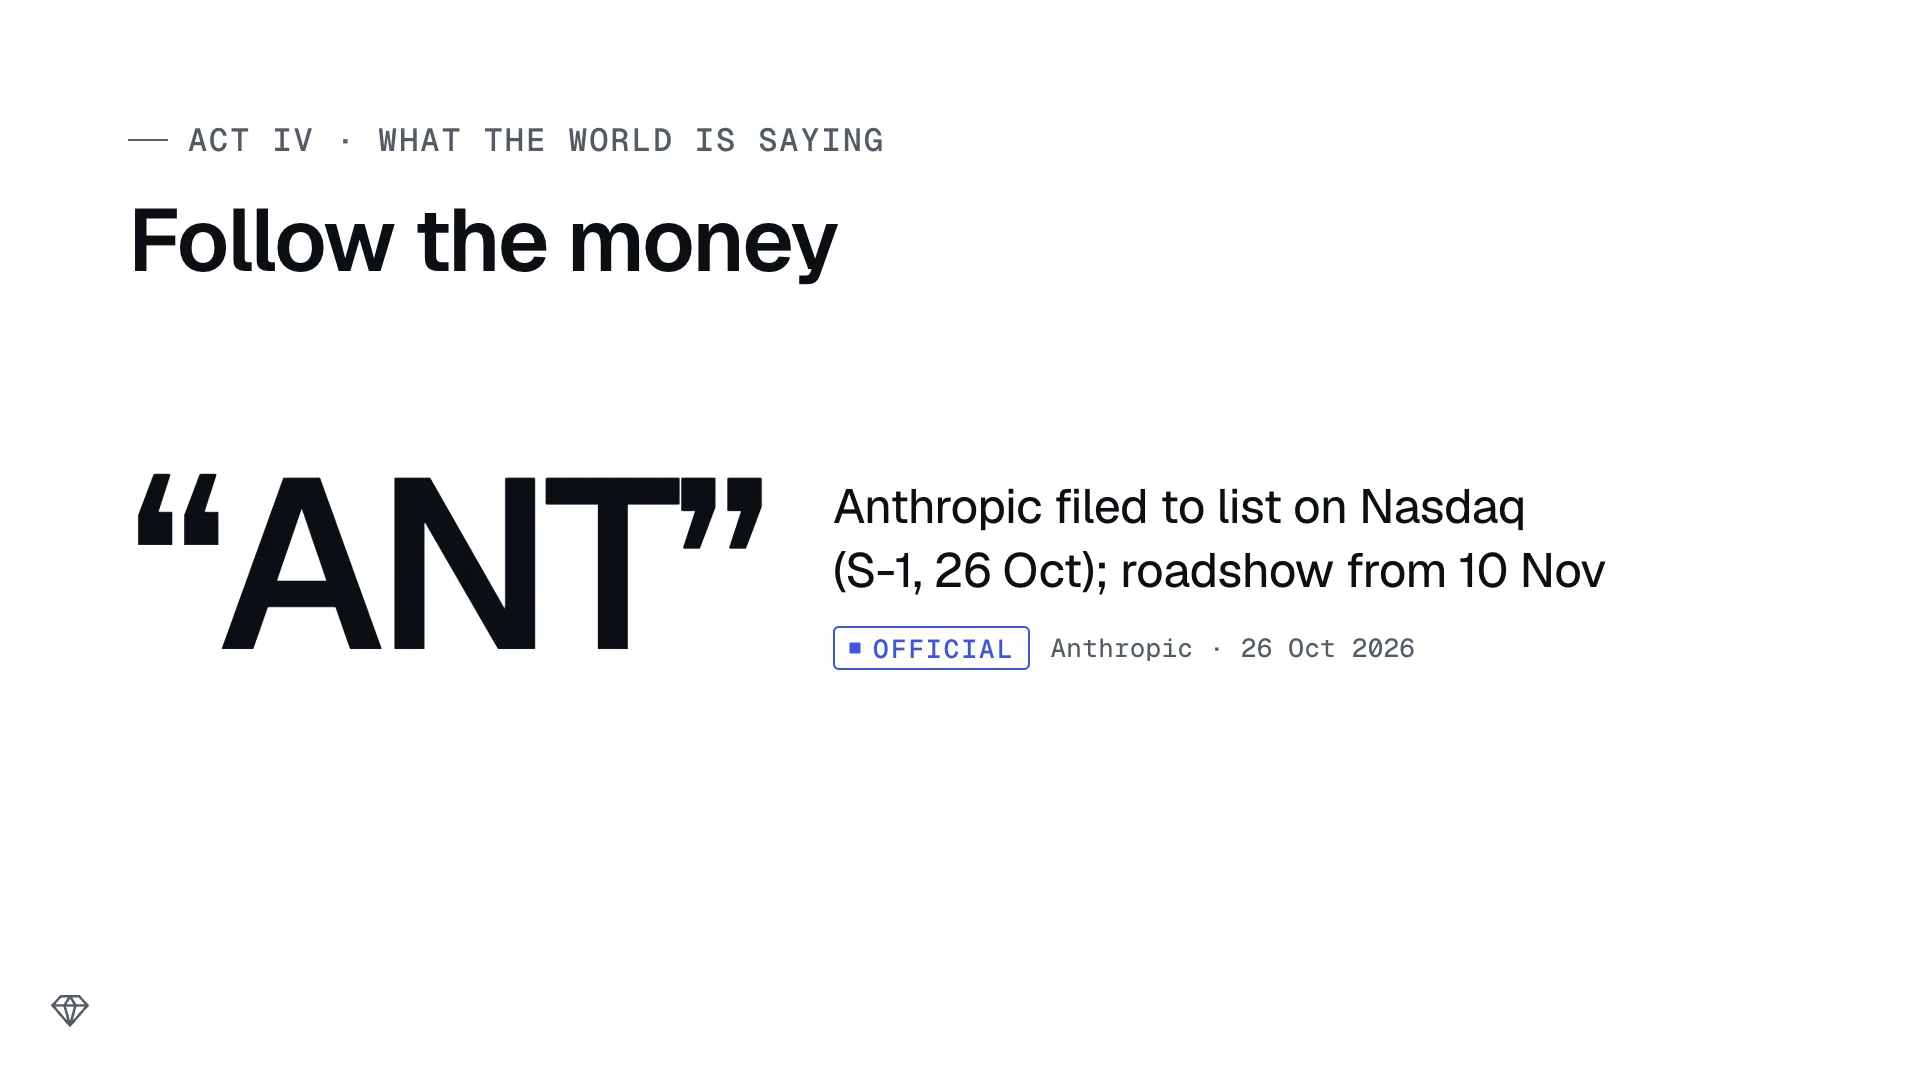 — ACT IV · WHAT THE WORLD IS SAYING
Follow the money
“ANT”
Anthropic filed to list on Nasdaq
(S-1, 26 Oct); roadshow from 10 Nov
OFFICIAL Anthropic · 26 Oct 2026